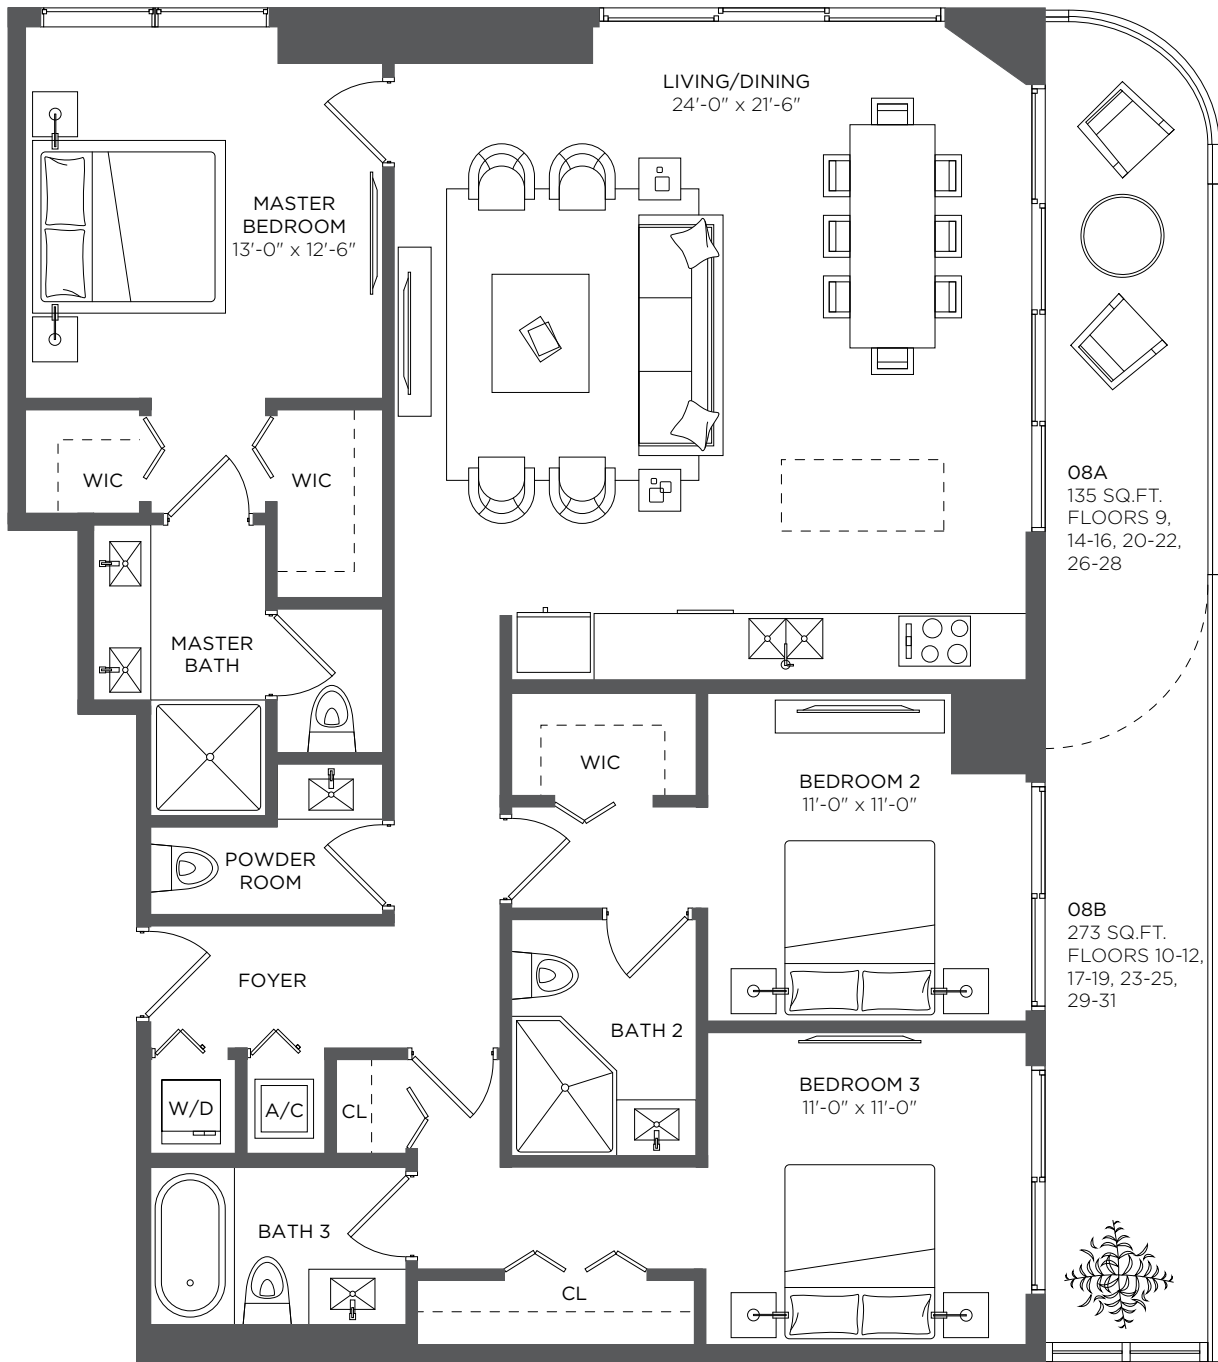 LIVING/DINING
24'-0" x 21'-6"
MASTER
BEDROOM
13'-0" x 12'-6"
WIC
WIC
08A
135 SQ.FT.
FLOORS 9,
14-16, 20-22,
26-28
MASTER
BATH
WIC
BEDROOM 2
11'-0" x 11'-0"
POWDER
ROOM
08B
273 SQ.FT.
FLOORS 10-12,
17-19, 23-25,
29-31
FOYER
BATH 2
BEDROOM 3
11'-0" x 11'-0"
W/D
A/C
CL
BATH 3
CL